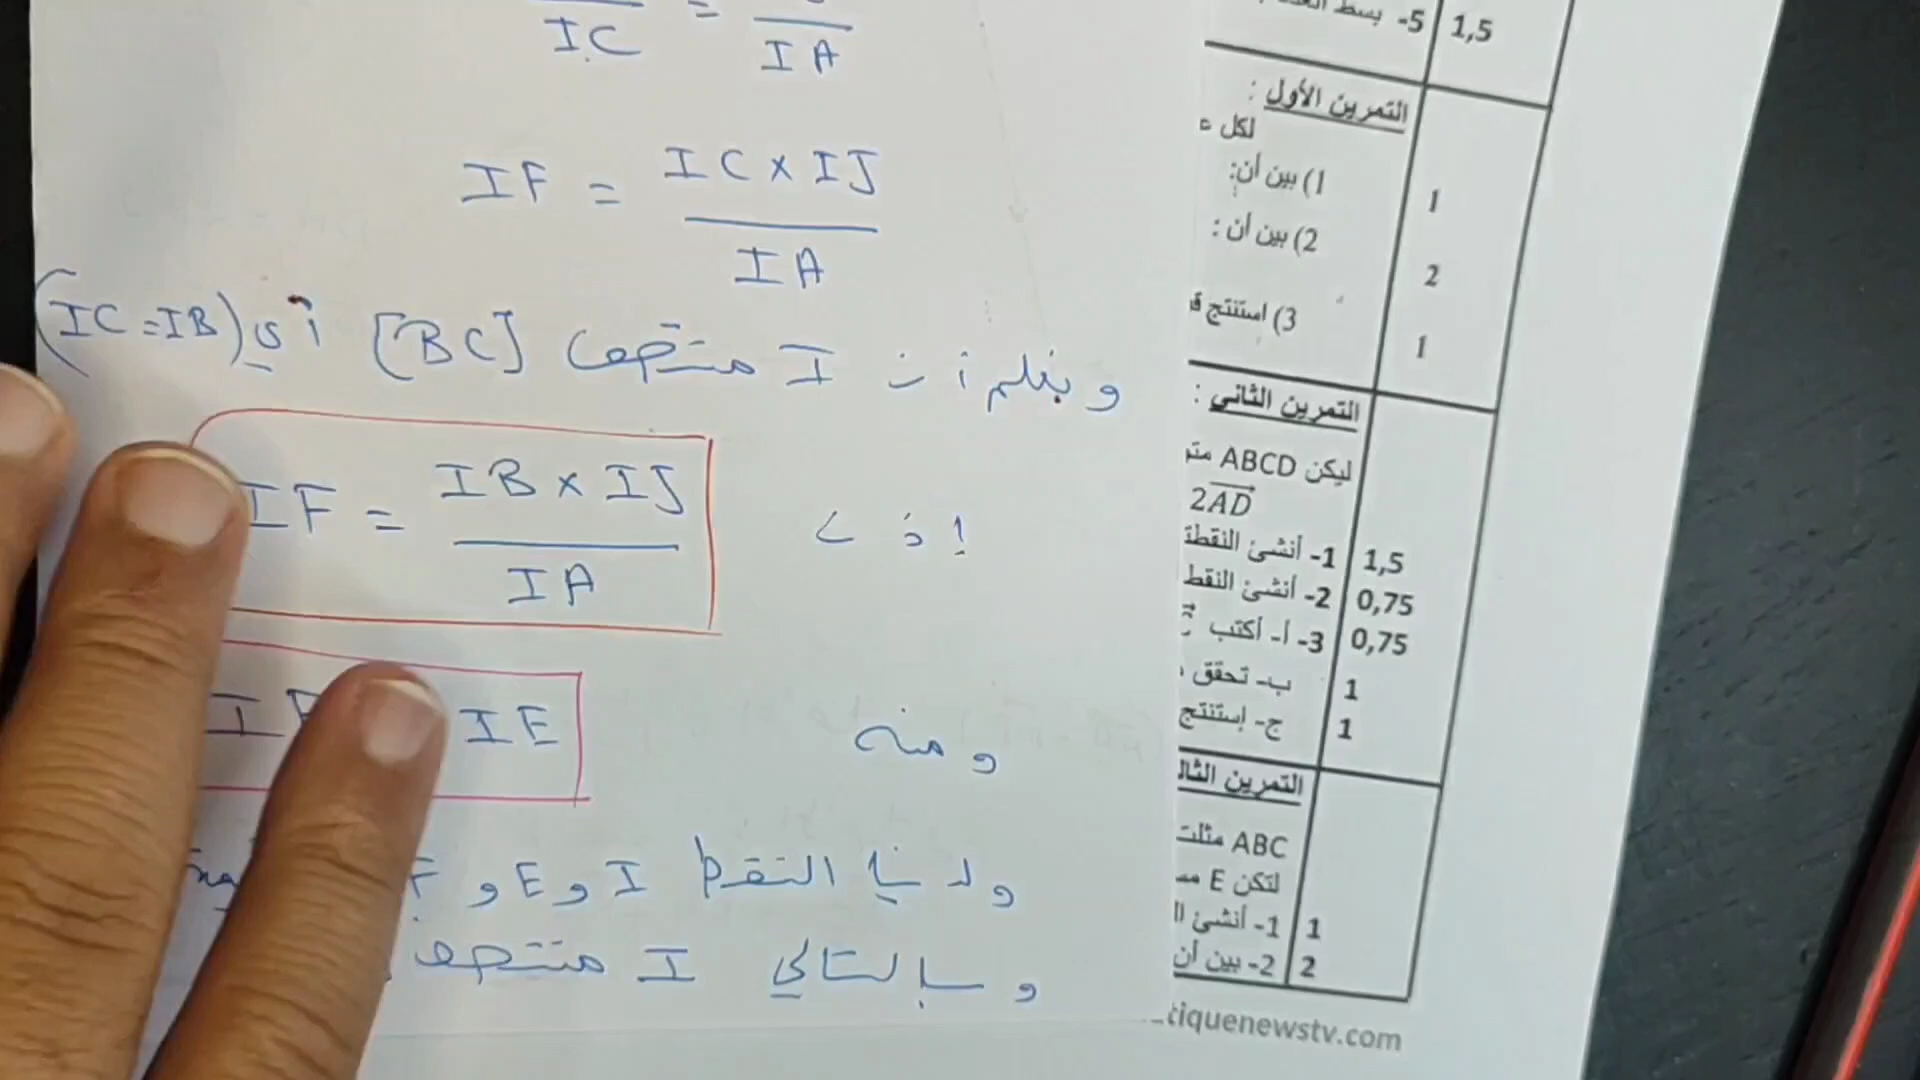 IC = IA
IF = IC × IJ
IA
ونعلم أن I منتصف [BC] أي (IC = IB)
إذن IF = IB × IJ
IA
ومنه IE
ولدينا النقط I و E و F
وبالتالي I منتصف
5- بسط 1,5
التمرين الأول :
لكل
1) بين أن: 1
2) بين أن : 2
3) استنتج 1
التمرين الثاني :
ليكن ABCD
2AD
1- أنشئ النقطة 1,5
2- أنشئ النقط 0,75
3- أ- أكتب 0,75
ب- تحقق 1
ج- إستنتج 1
ABC مثلث
لتكن E
1- أنشئ 1
2- بين أن 2
tiquenewstv.com